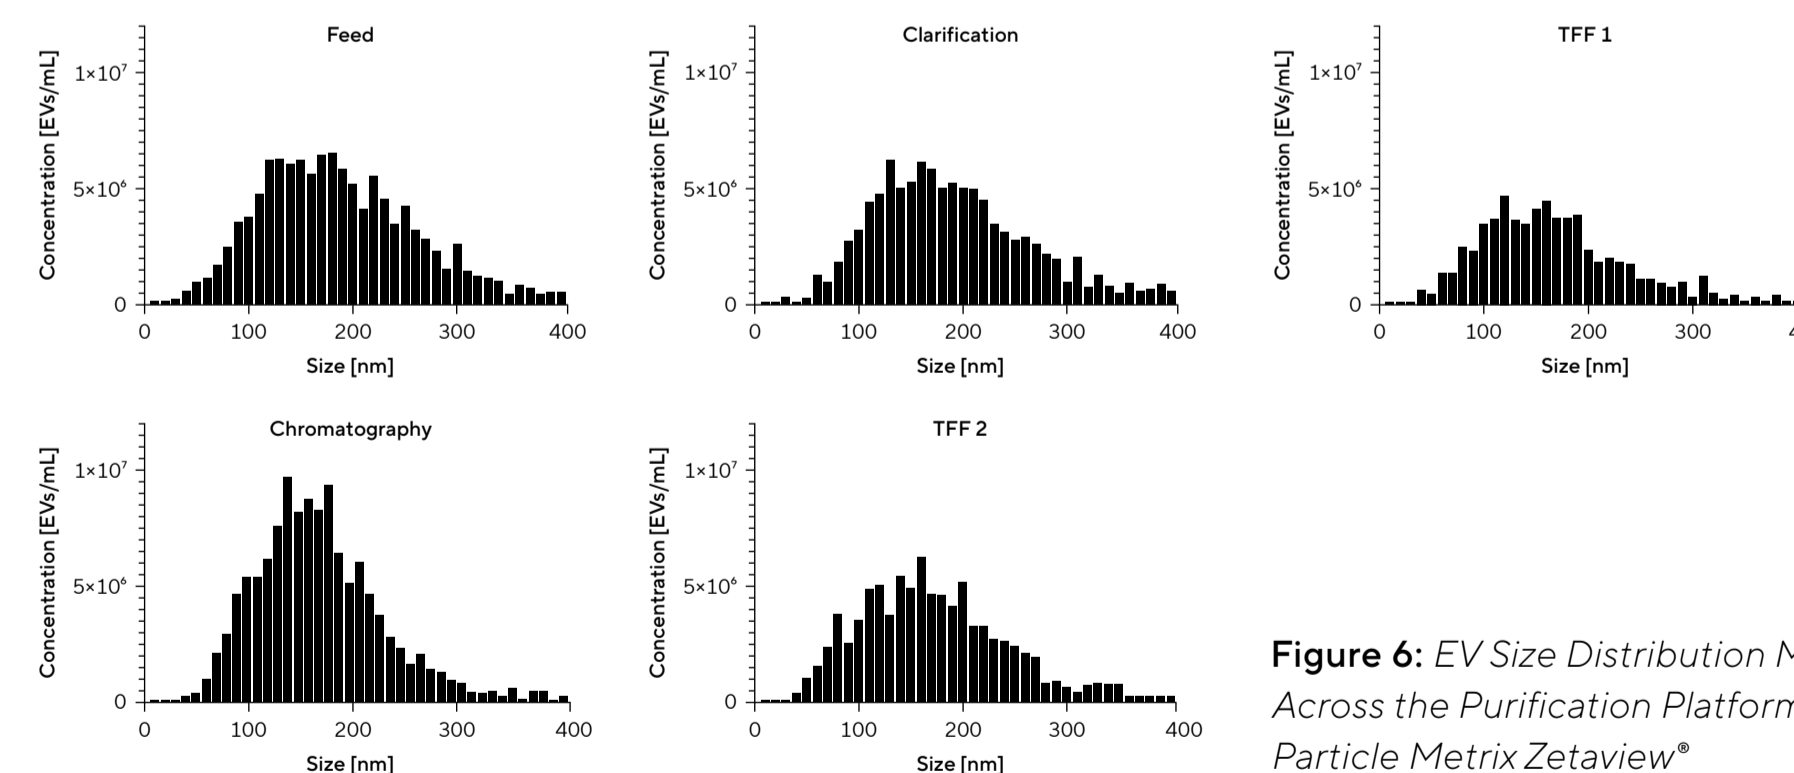 Feed
Concentration [EVs/mL]
1×10⁷
5×10⁶
0
0 100 200 300 400
Size [nm]
Clarification
Concentration [EVs/mL]
1×10⁷
5×10⁶
0
0 100 200 300 400
Size [nm]
TFF 1
Concentration [EVs/mL]
1×10⁷
5×10⁶
0
0 100 200 300
Size [nm]
Chromatography
Concentration [EVs/mL]
1×10⁷
5×10⁶
0
0 100 200 300 400
Size [nm]
TFF 2
Concentration [EVs/mL]
1×10⁷
5×10⁶
0
0 100 200 300 400
Size [nm]
Figure 6: EV Size Distribution
Across the Purification Platform
Particle Metrix Zetaview®